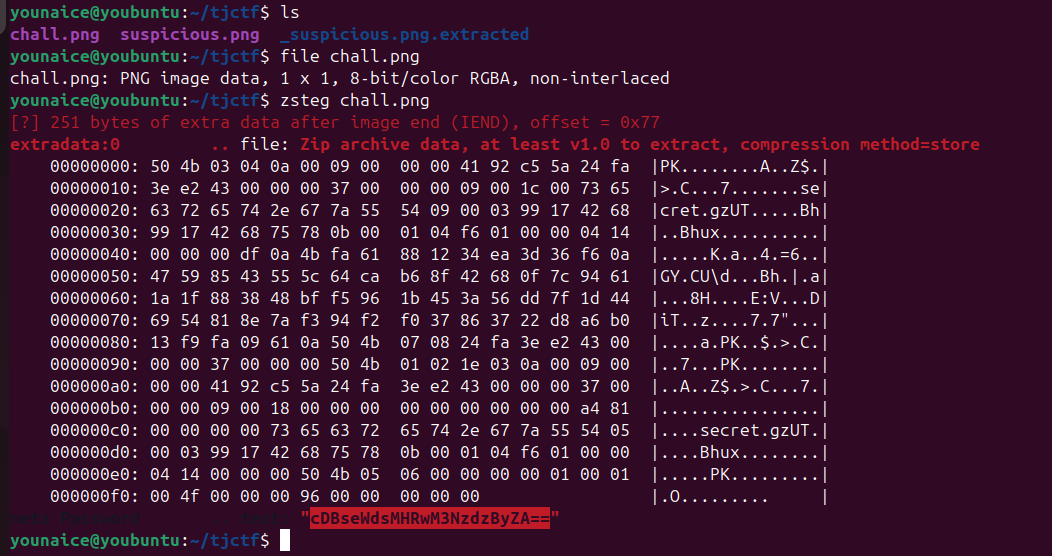 younaice@youbuntu:~/tjctf$ ls
chall.png  suspicious.png  _suspicious.png.extracted
younaice@youbuntu:~/tjctf$ file chall.png
chall.png: PNG image data, 1 x 1, 8-bit/color RGBA, non-interlaced
younaice@youbuntu:~/tjctf$ zsteg chall.png
[?] 251 bytes of extra data after image end (IEND), offset = 0x77
extradata:0         .. file: Zip archive data, at least v1.0 to extract, compression method=store
    00000000: 50 4b 03 04 0a 00 09 00  00 00 41 92 c5 5a 24 fa  |PK........A..Z$.|
    00000010: 3e e2 43 00 00 00 37 00  00 00 09 00 1c 00 73 65  |>.C...7.......se|
    00000020: 63 72 65 74 2e 67 7a 55  54 09 00 03 99 17 42 68  |cret.gzUT.....Bh|
    00000030: 99 17 42 68 75 78 0b 00  01 04 f6 01 00 00 04 14  |..Bhux..........|
    00000040: 00 00 00 df 0a 4b fa 61  88 12 34 ea 3d 36 f6 0a  |.....K.a..4.=6..|
    00000050: 47 59 85 43 55 5c 64 ca  b6 8f 42 68 0f 7c 94 61  |GY.CU\d...Bh.|.a|
    00000060: 1a 1f 88 38 48 bf f5 96  1b 45 3a 56 dd 7f 1d 44  |...8H....E:V...D|
    00000070: 69 54 81 8e 7a f3 94 f2  f0 37 86 37 22 d8 a6 b0  |iT..z....7.7"...|
    00000080: 13 f9 fa 09 61 0a 50 4b  07 08 24 fa 3e e2 43 00  |....a.PK..$.>.C.|
    00000090: 00 00 37 00 00 00 50 4b  01 02 1e 03 0a 00 09 00  |..7...PK........|
    000000a0: 00 00 41 92 c5 5a 24 fa  3e e2 43 00 00 00 37 00  |..A..Z$.>.C...7.|
    000000b0: 00 00 09 00 18 00 00 00  00 00 00 00 00 00 a4 81  |................|
    000000c0: 00 00 00 00 73 65 63 72  65 74 2e 67 7a 55 54 05  |....secret.gzUT.|
    000000d0: 00 03 99 17 42 68 75 78  0b 00 01 04 f6 01 00 00  |....Bhux........|
    000000e0: 04 14 00 00 00 50 4b 05  06 00 00 00 00 01 00 01  |.....PK.........|
    000000f0: 00 4f 00 00 00 96 00 00  00 00 00                 |.O.........     |
"cDBseWdsMHRwM3NzdzByZA=="
younaice@youbuntu:~/tjctf$